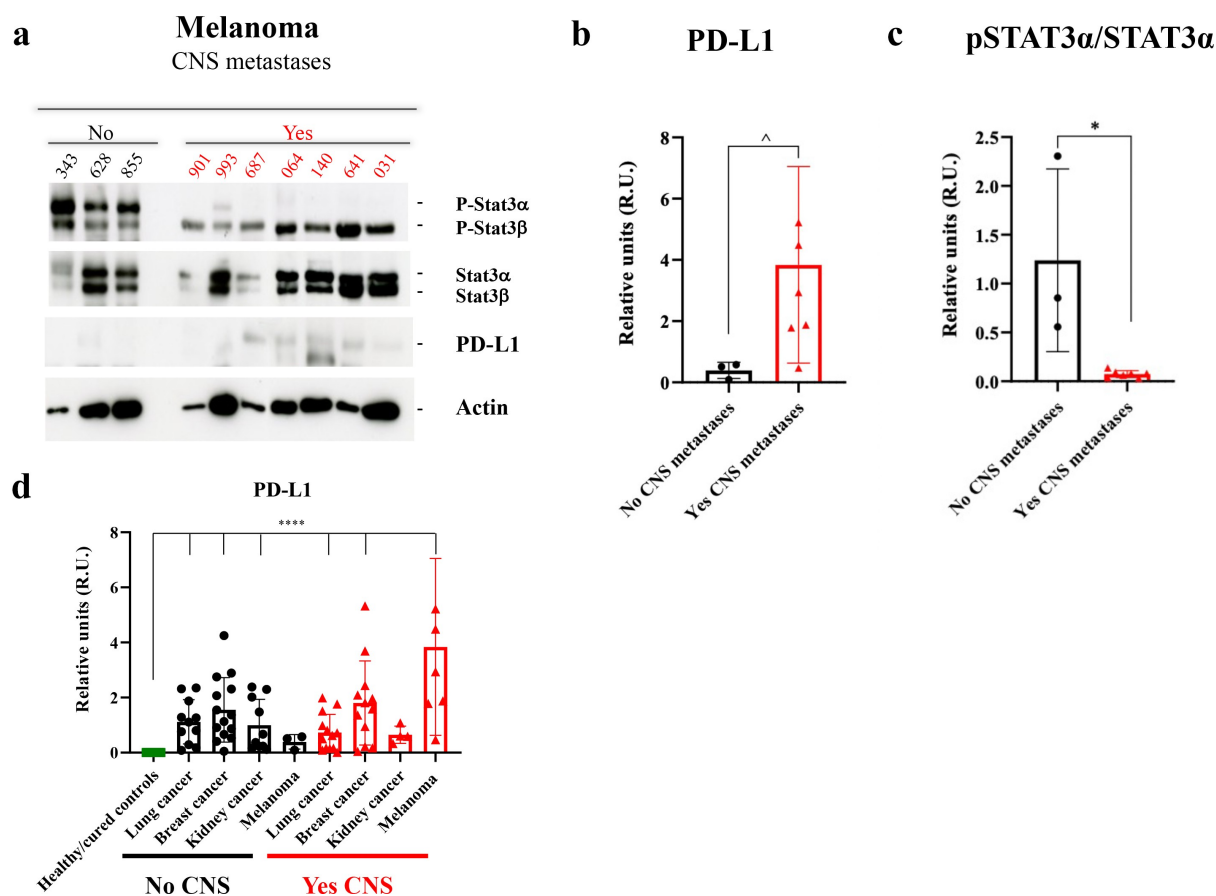 a
Melanoma
CNS metastases
No
Yes
343
628
855
901
993
687
064
140
641
031
- P-Stat3α
P-Stat3β
- Stat3α
- Stat3β
- PD-L1
- Actin
b
PD-L1
Relative units (R.U.)
8
6
4
2
0
^
No CNS metastases
Yes CNS metastases
c
pSTAT3α/STAT3α
Relative units (R.U.)
2.5
2.0
1.5
1.0
0.5
0.0
*
No CNS metastases
Yes CNS metastases
d
PD-L1
Relative units (R.U.)
8
6
4
2
0
****
Healthy/cured controls
Lung cancer
Breast cancer
Kidney cancer
Melanoma
Lung cancer
Breast cancer
Kidney cancer
Melanoma
No CNS
Yes CNS